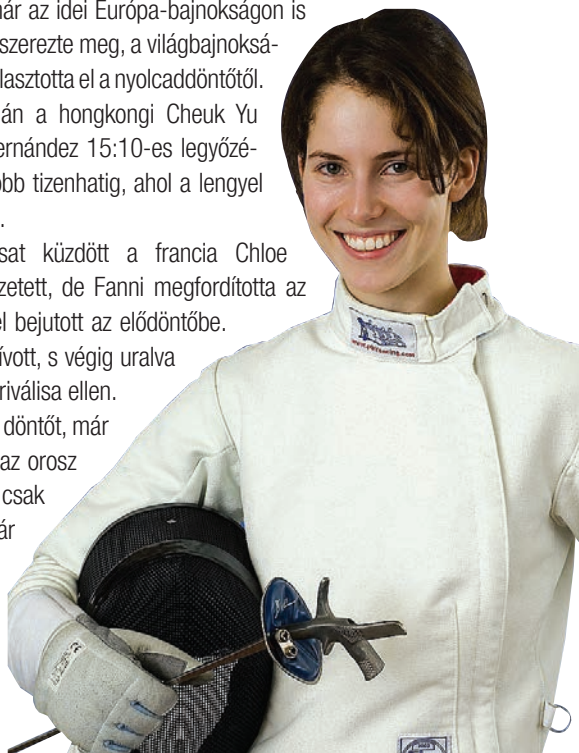 már az idei Európa-bajnokságon is
szerezte meg, a világbajnoksá-
lasztotta el a nyolcaddöntőtől.
án a hongkongi Cheuk Yu
ernández 15:10-es legyőzé-
obb tizenhatig, ahol a lengyel
.
sat küzdött a francia Chloe
zetett, de Fanni megfordította az
el bejutott az elődöntőbe.
ívott, s végig uralva
riválisa ellen.
döntőt, már
az orosz
csak
ár